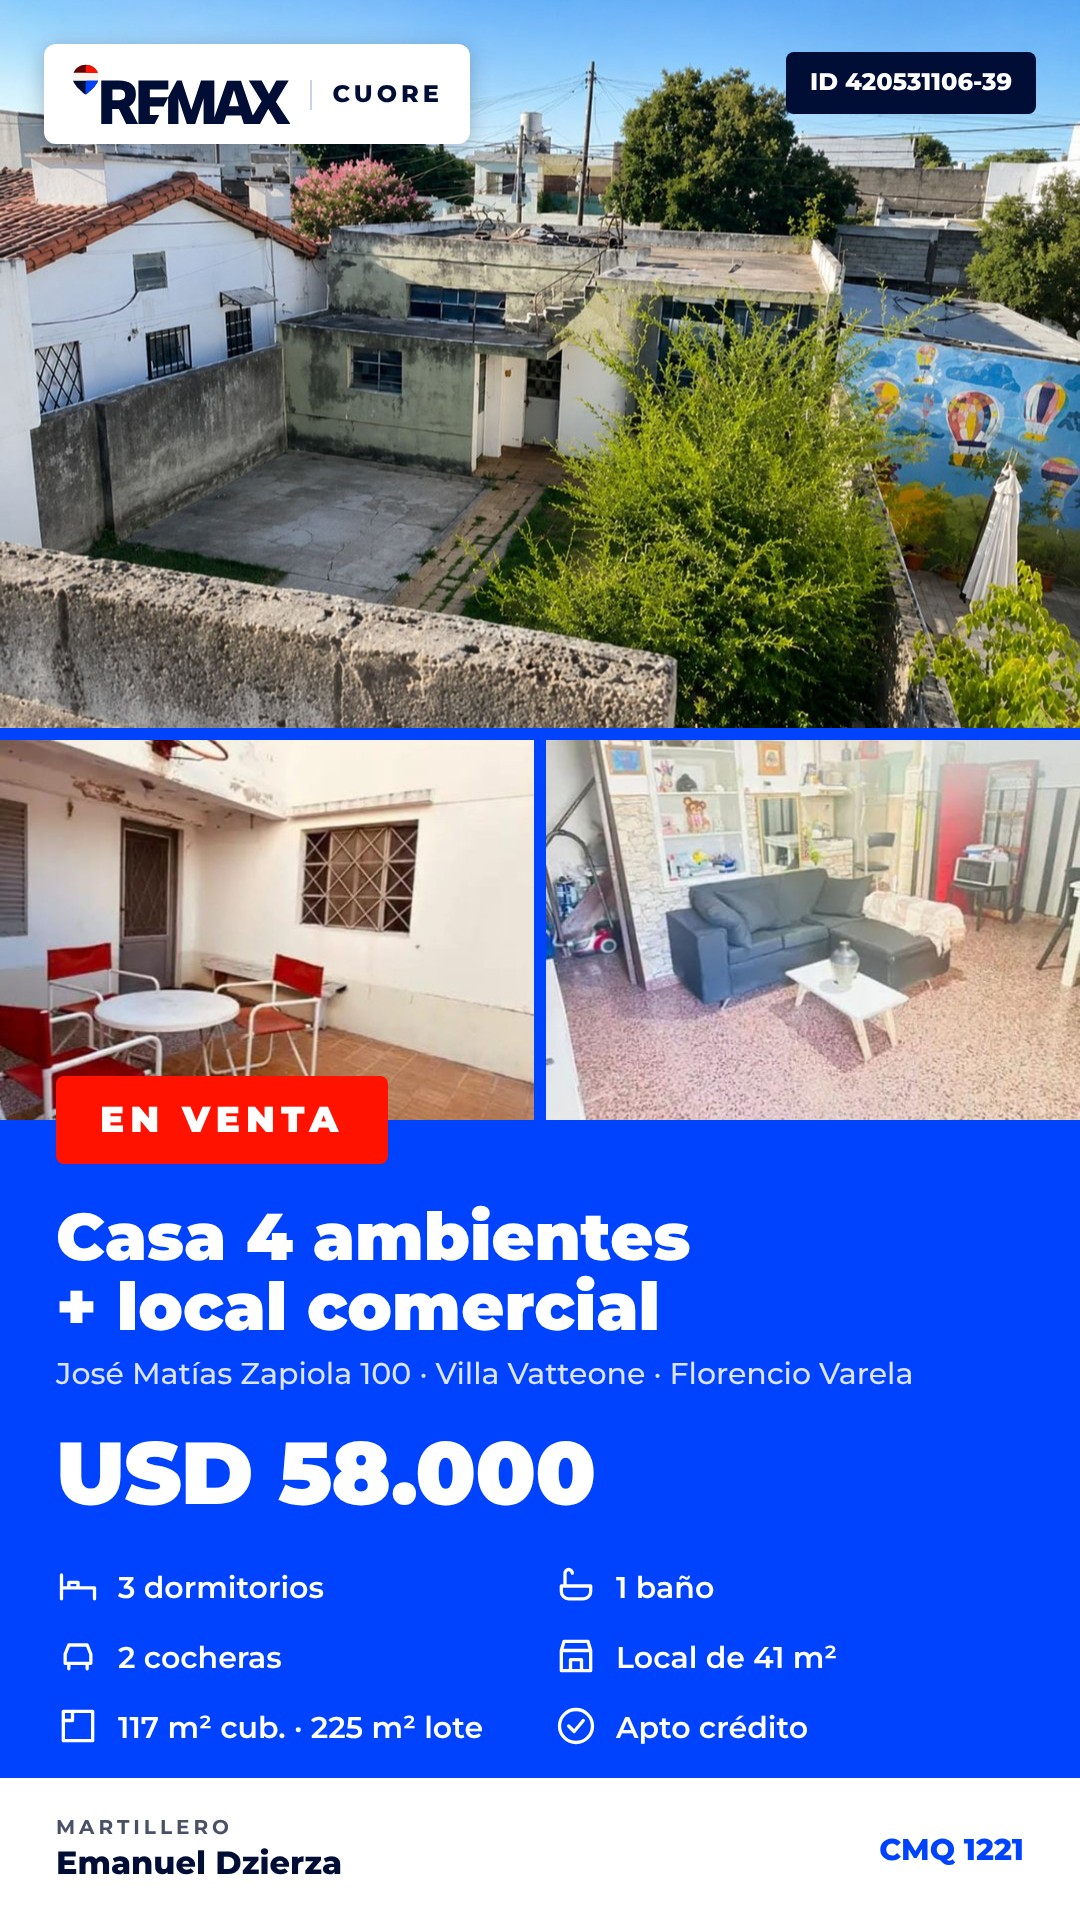 REMAX | CUORE
ID 420531106-39
EN VENTA
Casa 4 ambientes
+ local comercial
José Matías Zapiola 100 · Villa Vatteone · Florencio Varela
USD 58.000
3 dormitorios
1 baño
2 cocheras
Local de 41 m²
117 m² cub. · 225 m² lote
Apto crédito
MARTILLERO
Emanuel Dzierza
CMQ 1221